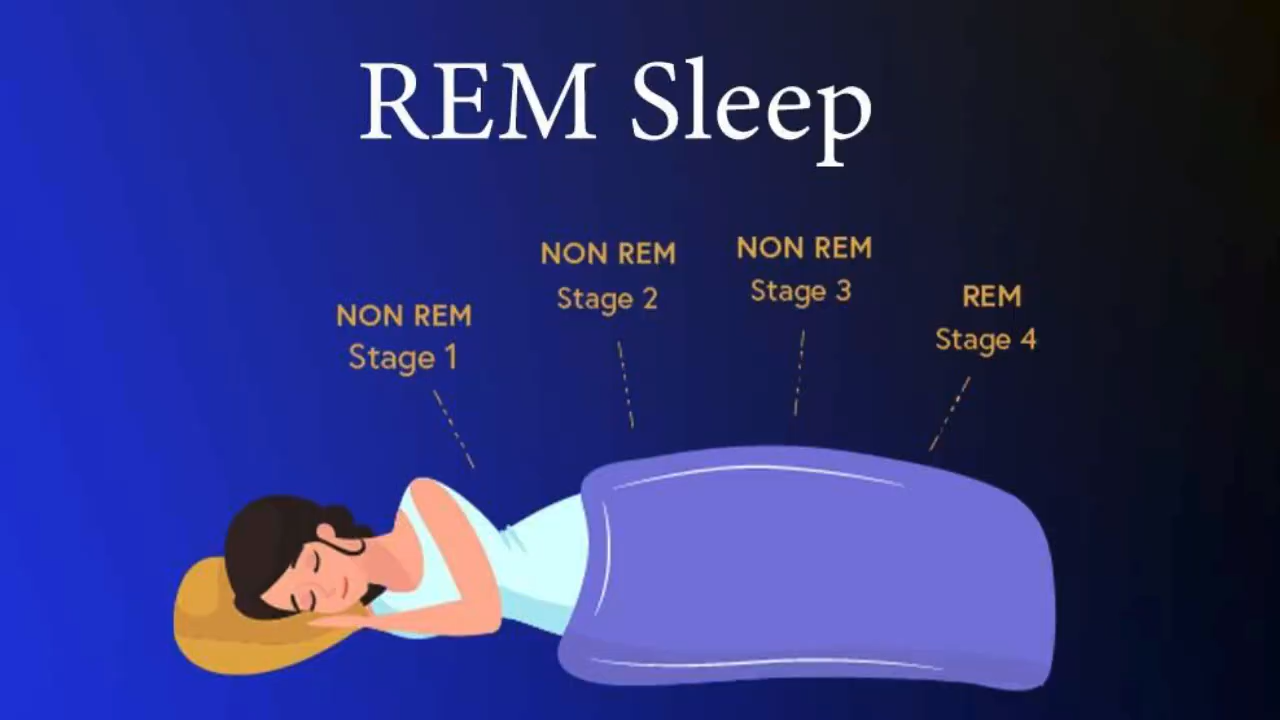 REM Sleep
NON REM
Stage 1
NON REM
Stage 2
NON REM
Stage 3
REM
Stage 4